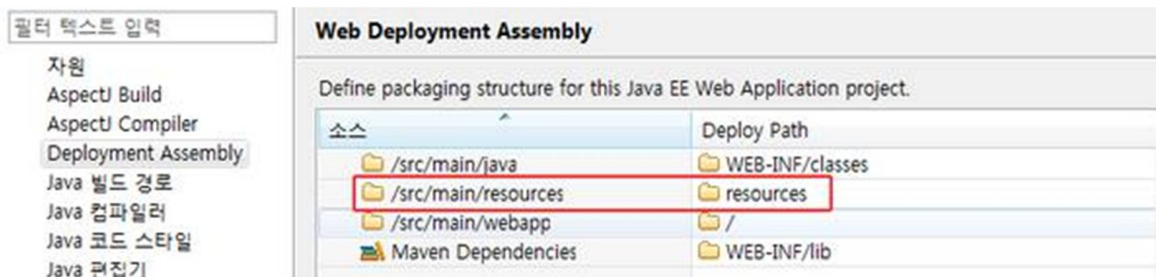 필터 텍스트 입력
자원
AspectJ Build
AspectJ Compiler
Deployment Assembly
Java 빌드 경로
Java 컴파일러
Java 코드 스타일
Java 편집기
Web Deployment Assembly
Define packaging structure for this Java EE Web Application project.
소스 Deploy Path
/src/main/java WEB-INF/classes
/src/main/resources resources
/src/main/webapp /
Maven Dependencies WEB-INF/lib